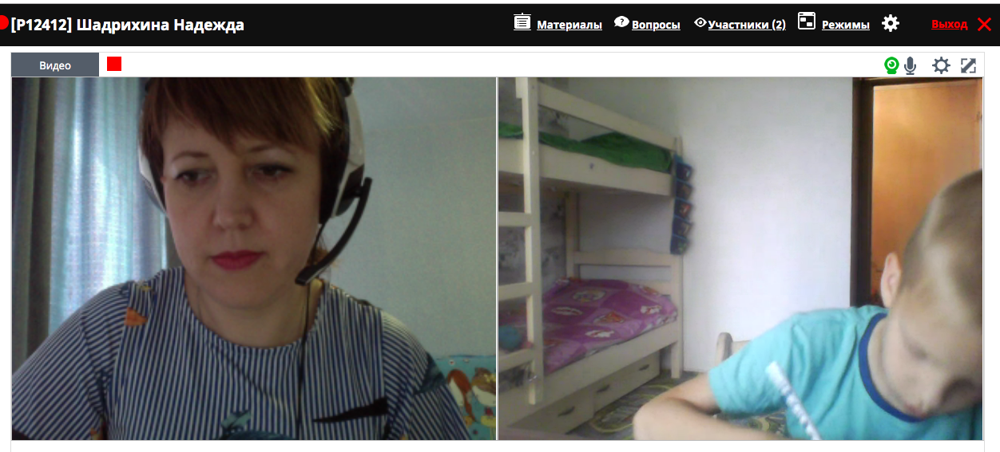 [P12412] Шадрихина Надежда
Материалы Вопросы Участники (2) Режимы Выход
Видео